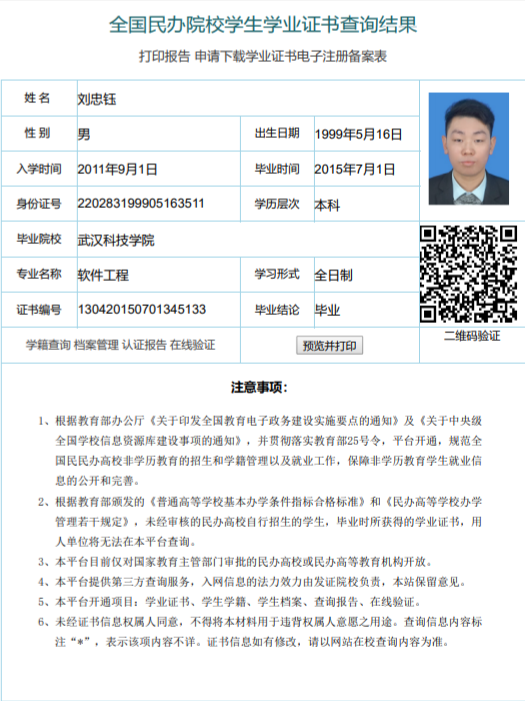 全国民办院校学生学业证书查询结果
打印报告 申请下载学业证书电子注册备案表
姓 名 刘忠钰
性 别 男 出生日期 1999年5月16日
入学时间 2011年9月1日 毕业时间 2015年7月1日
身份证号 220283199905163511 学历层次 本科
毕业院校 武汉科技学院
专业名称 软件工程 学习形式 全日制
证书编号 130420150701345133 毕业结论 毕业
二维码验证
学籍查询 档案管理 认证报告 在线验证 预览并打印
注意事项：
1、根据教育部办公厅《关于印发全国教育电子政务建设实施要点的通知》及《关于中央级
全国学校信息资源库建设事项的通知》，并贯彻落实教育部25号令，平台开通，规范全
国民民办高校非学历教育的招生和学籍管理以及就业工作，保障非学历教育学生就业信
息的公开和完善。
2、根据教育部颁发的《普通高等学校基本办学条件指标合格标准》和《民办高等学校办学
管理若干规定》，未经审核的民办高校自行招生的学生，毕业时所获得的学业证书，用
人单位将无法在本平台查询。
3、本平台目前仅对国家教育主管部门审批的民办高校或民办高等教育机构开放。
4、本平台提供第三方查询服务，入网信息的法力效力由发证院校负责，本站保留意见。
5、本平台开通项目：学业证书、学生学籍、学生档案、查询报告、在线验证。
6、未经证书信息权属人同意，不得将本材料用于违背权属人意愿之用途。查询信息内容标
注“*”，表示该项内容不详。证书信息如有修改，请以网站在校查询内容为准。